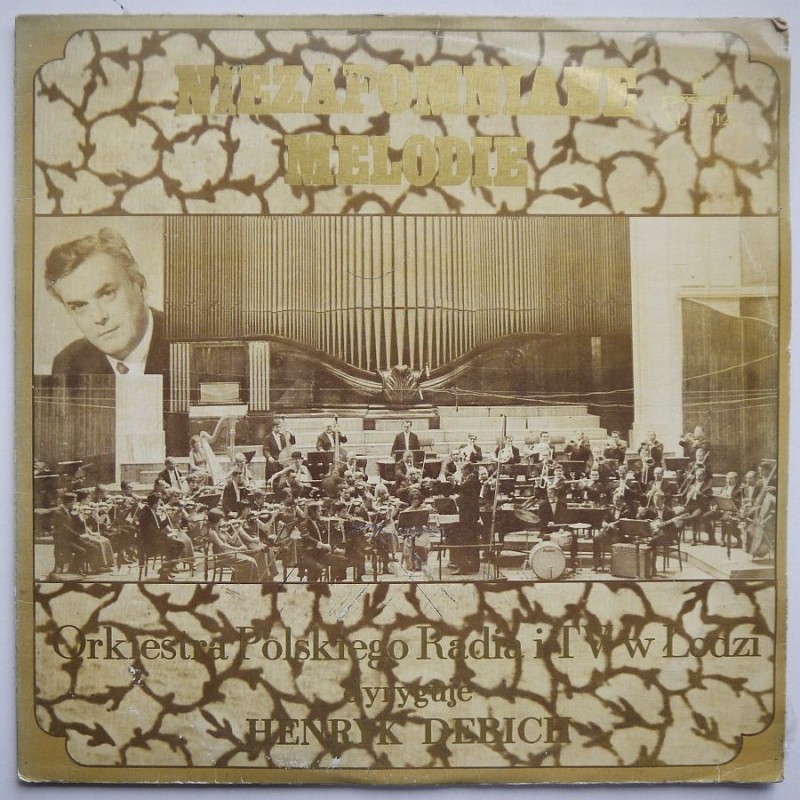 NIEZAPOMNIANE
MELODIE
Orkiestra Polskiego Radia i TV w Łodzi
dyryguje
HENRYK DEBICH